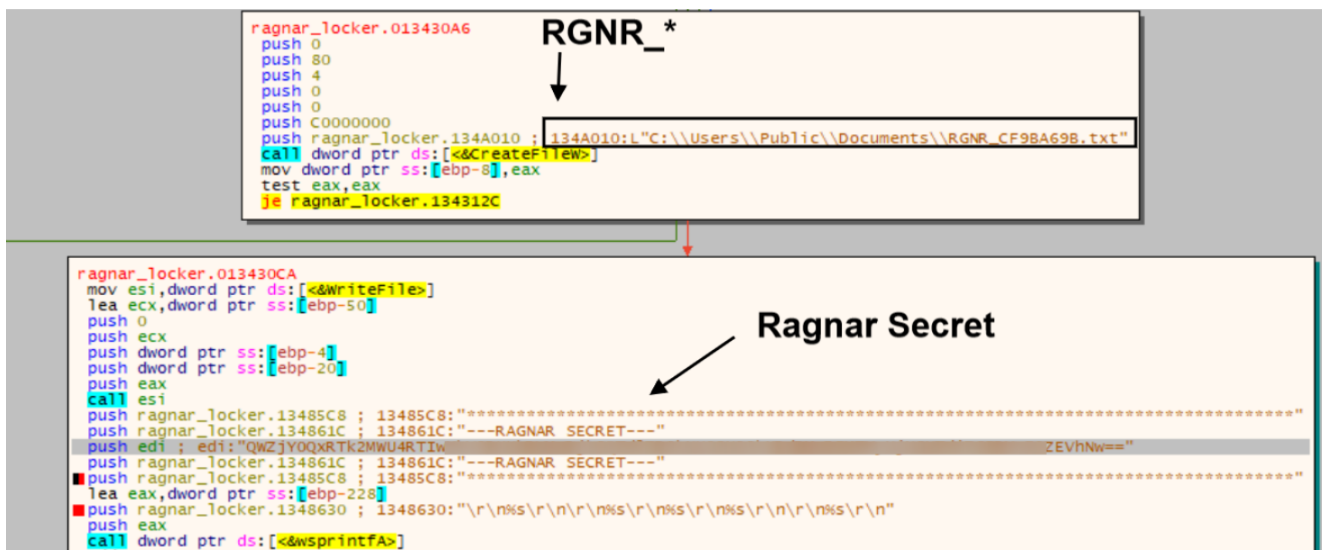 ragnar_locker.013430A6
RGNR_*
push 0
push 80
push 4
push 0
push 0
push C0000000
push ragnar_locker.134A010 ; 134A010:L"C:\\Users\\Public\\Documents\\RGNR_CF9BA69B.txt"
call dword ptr ds:[<&CreateFileW>]
mov dword ptr ss:[ebp-8],eax
test eax,eax
je ragnar_locker.134312C
ragnar_locker.013430CA
mov esi,dword ptr ds:[<&WriteFile>]
lea ecx,dword ptr ss:[ebp-50]
push 0
Ragnar Secret
push ecx
push dword ptr ss:[ebp-4]
push dword ptr ss:[ebp-20]
push eax
call esi
push ragnar_locker.13485C8 ; 13485C8:"***********************************************************************************"
push ragnar_locker.134861C ; 134861C:"---RAGNAR SECRET---"
push edi ; edi:"QWZjYOQxRTk2MWU4RTIw ZEVhNw=="
push ragnar_locker.134861C ; 134861C:"---RAGNAR SECRET---"
push ragnar_locker.13485C8 ; 13485C8:"***********************************************************************************"
lea eax,dword ptr ss:[ebp-228]
push ragnar_locker.1348630 ; 1348630:"\r\n%s\r\n\r\n%s\r\n%s\r\n%s\r\n\r\n%s\r\n"
push eax
call dword ptr ds:[<&wsprintfA>]